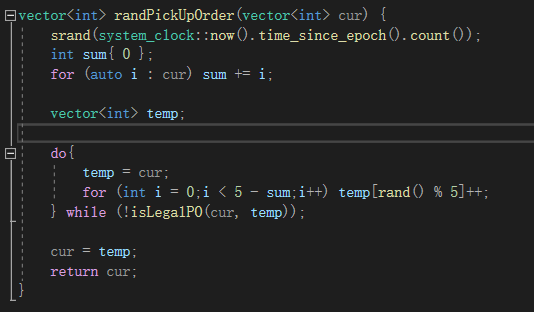 vector<int> randPickUpOrder(vector<int> cur) {
srand(system_clock::now().time_since_epoch().count());
int sum{ 0 };
for (auto i : cur) sum += i;
vector<int> temp;
do{
temp = cur;
for (int i = 0;i < 5 - sum;i++) temp[rand() % 5]++;
} while (!isLegalPO(cur, temp));
cur = temp;
return cur;
}